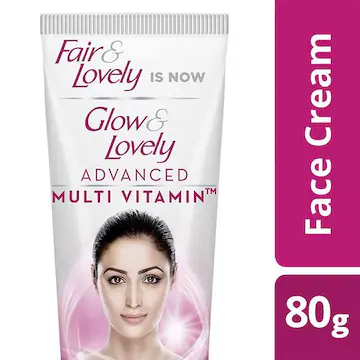 Fair &
Lovely IS NOW
Glow &
Lovely
ADVANCED
MULTI VITAMIN™
Face Cream
80g